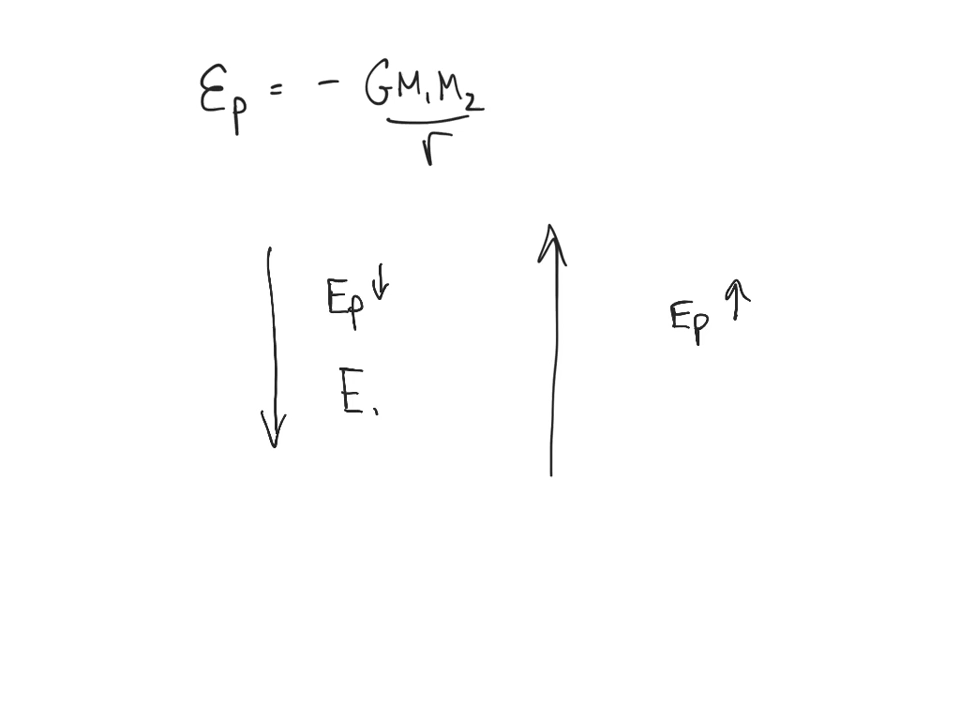 Ep = - GM₁M₂
r
Ep↓
Ep↑
E.